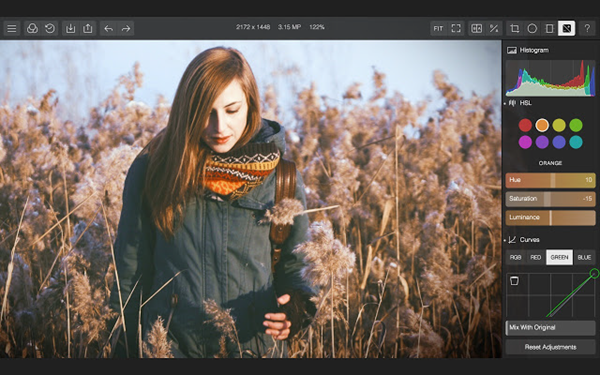 2172 x 1448 3.15 MP 122%
FIT
?
Histogram
HSL
ORANGE
Hue 10
Saturation -15
Luminance
Curves
RGB RED GREEN BLUE
Mix With Original
Reset Adjustments